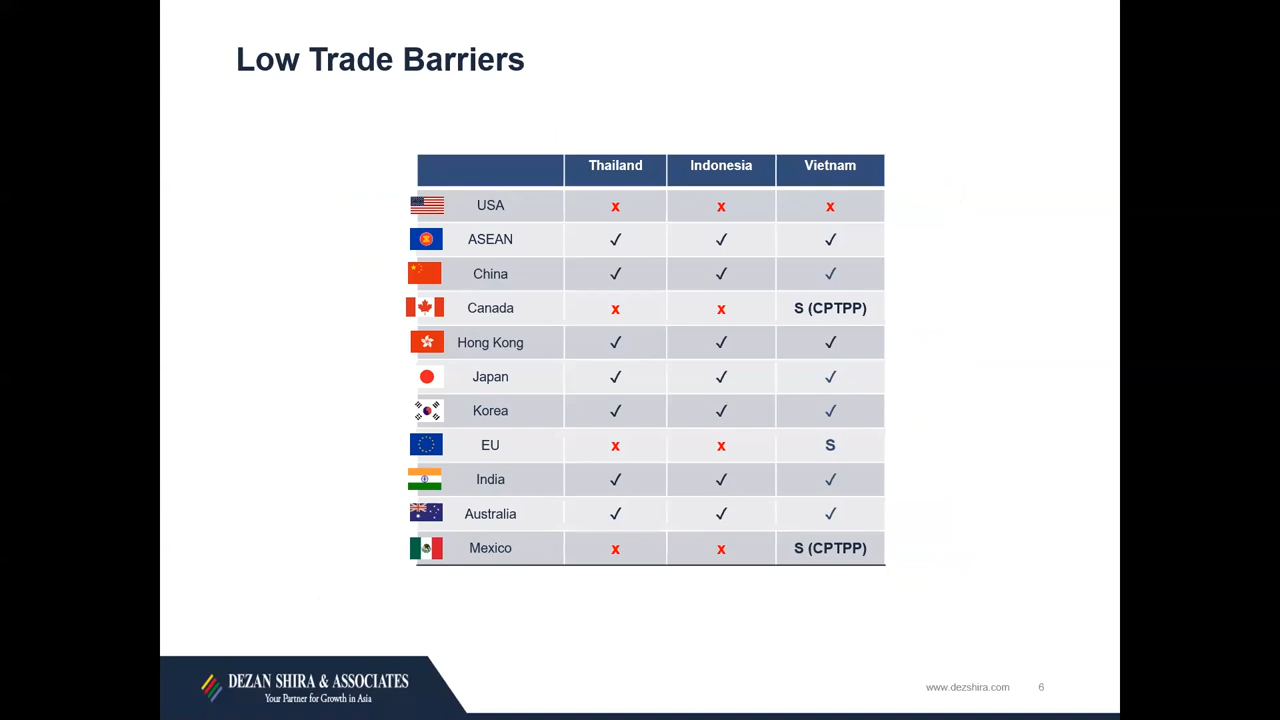 Low Trade Barriers
Thailand Indonesia Vietnam
USA x x x
ASEAN ✓ ✓ ✓
China ✓ ✓ ✓
Canada x x S (CPTPP)
Hong Kong ✓ ✓ ✓
Japan ✓ ✓ ✓
Korea ✓ ✓ ✓
EU x x S
India ✓ ✓ ✓
Australia ✓ ✓ ✓
Mexico x x S (CPTPP)
DEZAN SHIRA & ASSOCIATES
Your Partner for Growth in Asia
www.dezshira.com 6